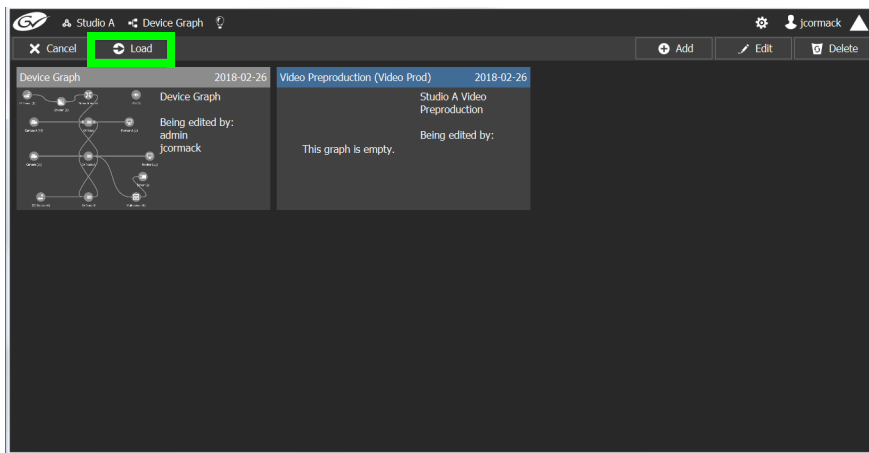 Studio A Device Graph jcormack
Cancel Load Add Edit Delete
Device Graph 2018-02-26
Device Graph
Being edited by:
admin
jcormack
Video Preproduction (Video Prod) 2018-02-26
Studio A Video
Preproduction
Being edited by:
This graph is empty.